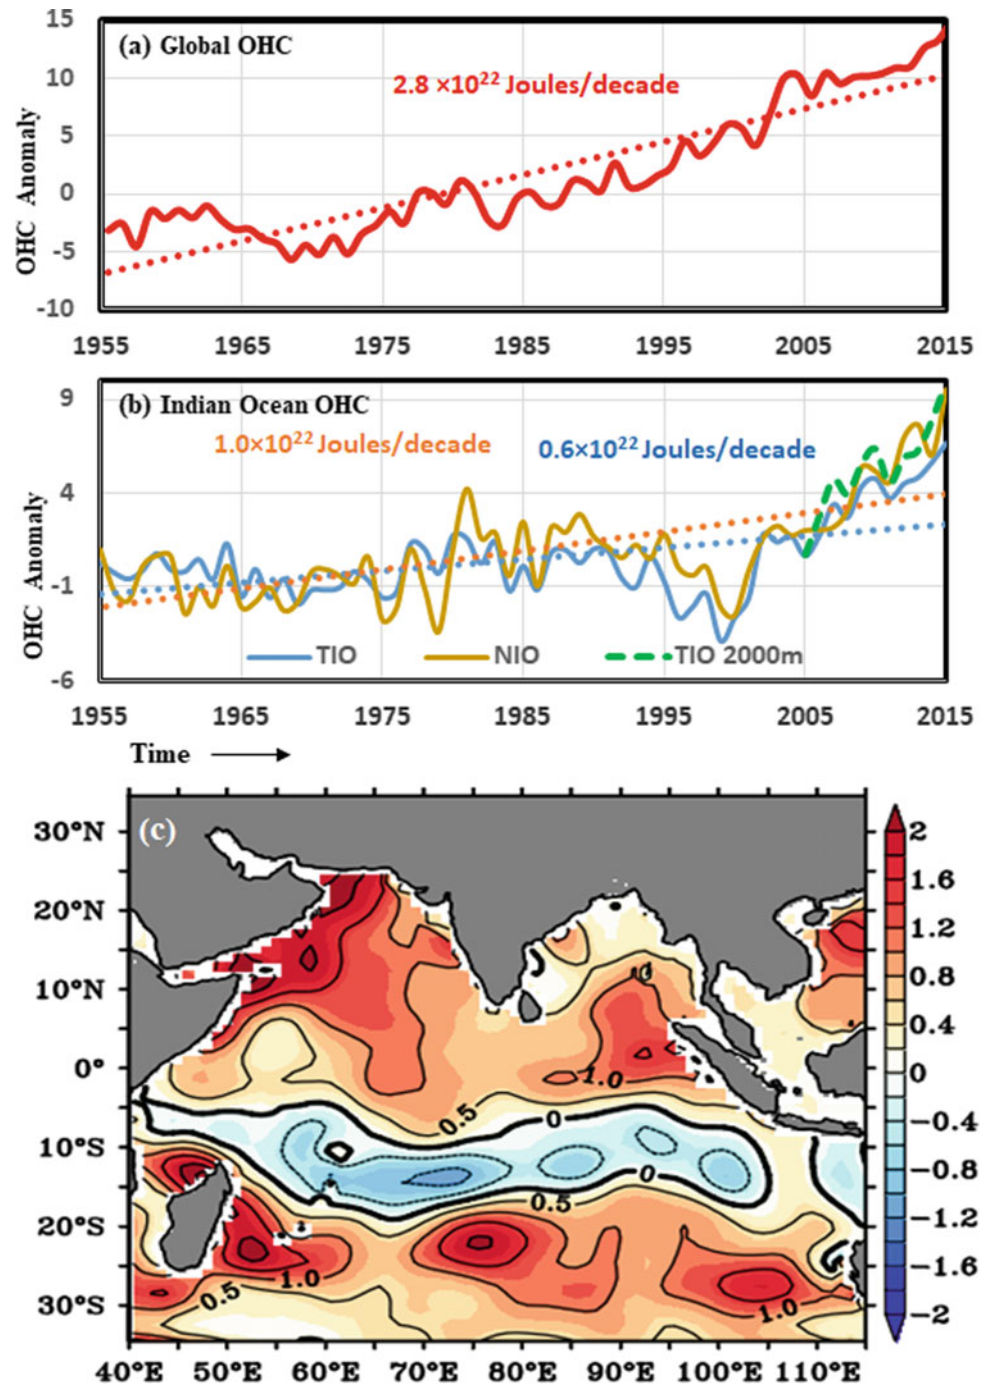 (a) Global OHC
2.8 ×10²² Joules/decade
OHC Anomaly
15
10
5
0
-5
-10
1955 1965 1975 1985 1995 2005 2015
(b) Indian Ocean OHC
1.0×10²² Joules/decade
0.6×10²² Joules/decade
OHC Anomaly
9
4
-1
-6
TIO NIO TIO 2000m
1955 1965 1975 1985 1995 2005 2015
Time
(c)
30°N
20°N
10°N
0°
10°S
20°S
30°S
1.0
0.5
0
0
0.5
1.0
0.5
1.0
40°E 50°E 60°E 70°E 80°E 90°E 100°E 110°E
2
1.6
1.2
0.8
0.4
0
−0.4
−0.8
−1.2
−1.6
−2